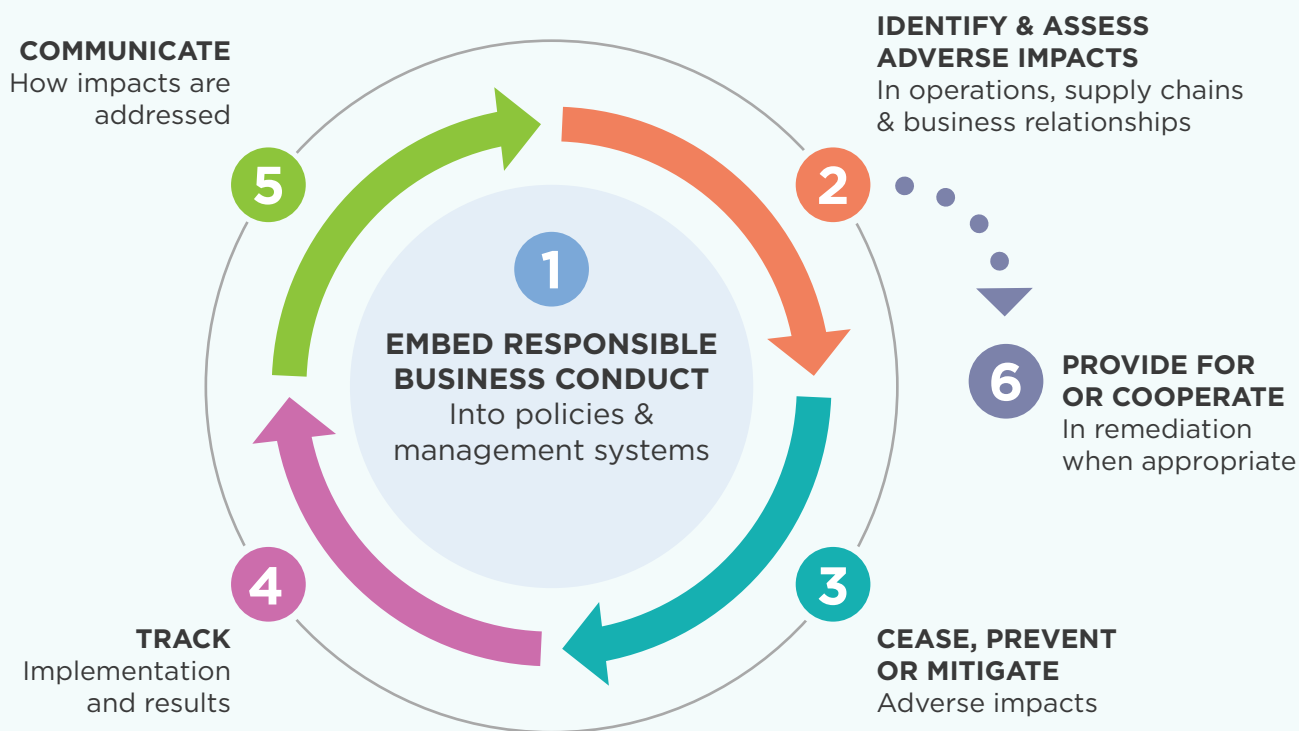 1
EMBED RESPONSIBLE
BUSINESS CONDUCT
Into policies &
management systems
2
IDENTIFY & ASSESS
ADVERSE IMPACTS
In operations, supply chains
& business relationships
3
CEASE, PREVENT
OR MITIGATE
Adverse impacts
4
TRACK
Implementation
and results
5
COMMUNICATE
How impacts are
addressed
6
PROVIDE FOR
OR COOPERATE
In remediation
when appropriate